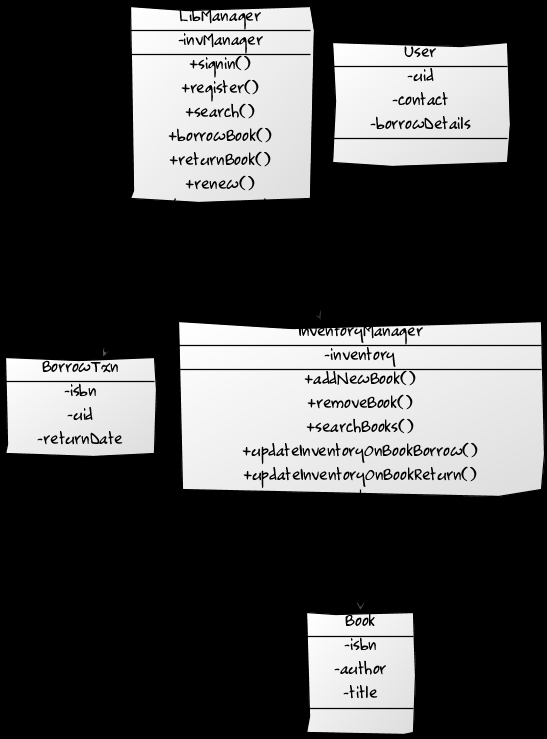 LibManager
-invManager
+signin()
+register()
+search()
+borrowBook()
+returnBook()
+renew()
User
-uid
-contact
-borrowDetails
InventoryManager
-inventory
+addNewBook()
+removeBook()
+searchBooks()
+updateInventoryOnBookBorrow()
+updateInventoryOnBookReturn()
BorrowTxn
-isbn
-uid
-returnDate
Book
-isbn
-author
-title